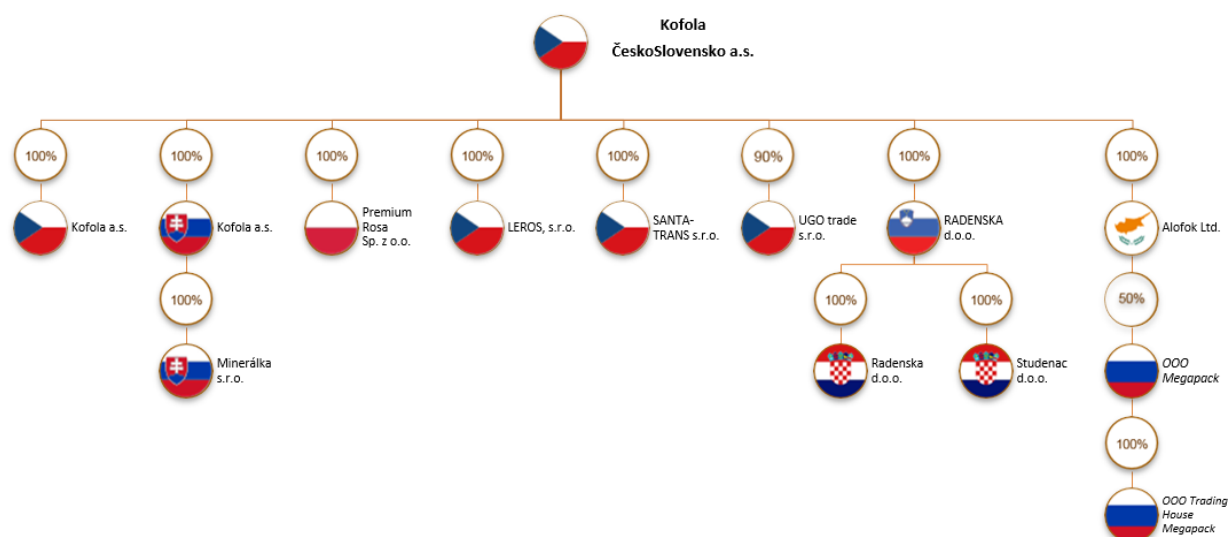 Kofola
ČeskoSlovensko a.s.
100%
100%
100%
100%
100%
90%
100%
100%
Kofola a.s.
Kofola a.s.
Premium
Rosa
Sp. z o.o.
LEROS, s.r.o.
SANTA-
TRANS s.r.o.
UGO trade
s.r.o.
RADENSKA
d.o.o.
Alofok Ltd.
100%
100%
100%
50%
Minerálka
s.r.o.
Radenska
d.o.o.
Studenac
d.o.o.
OOO
Megapack
100%
OOO Trading
House
Megapack